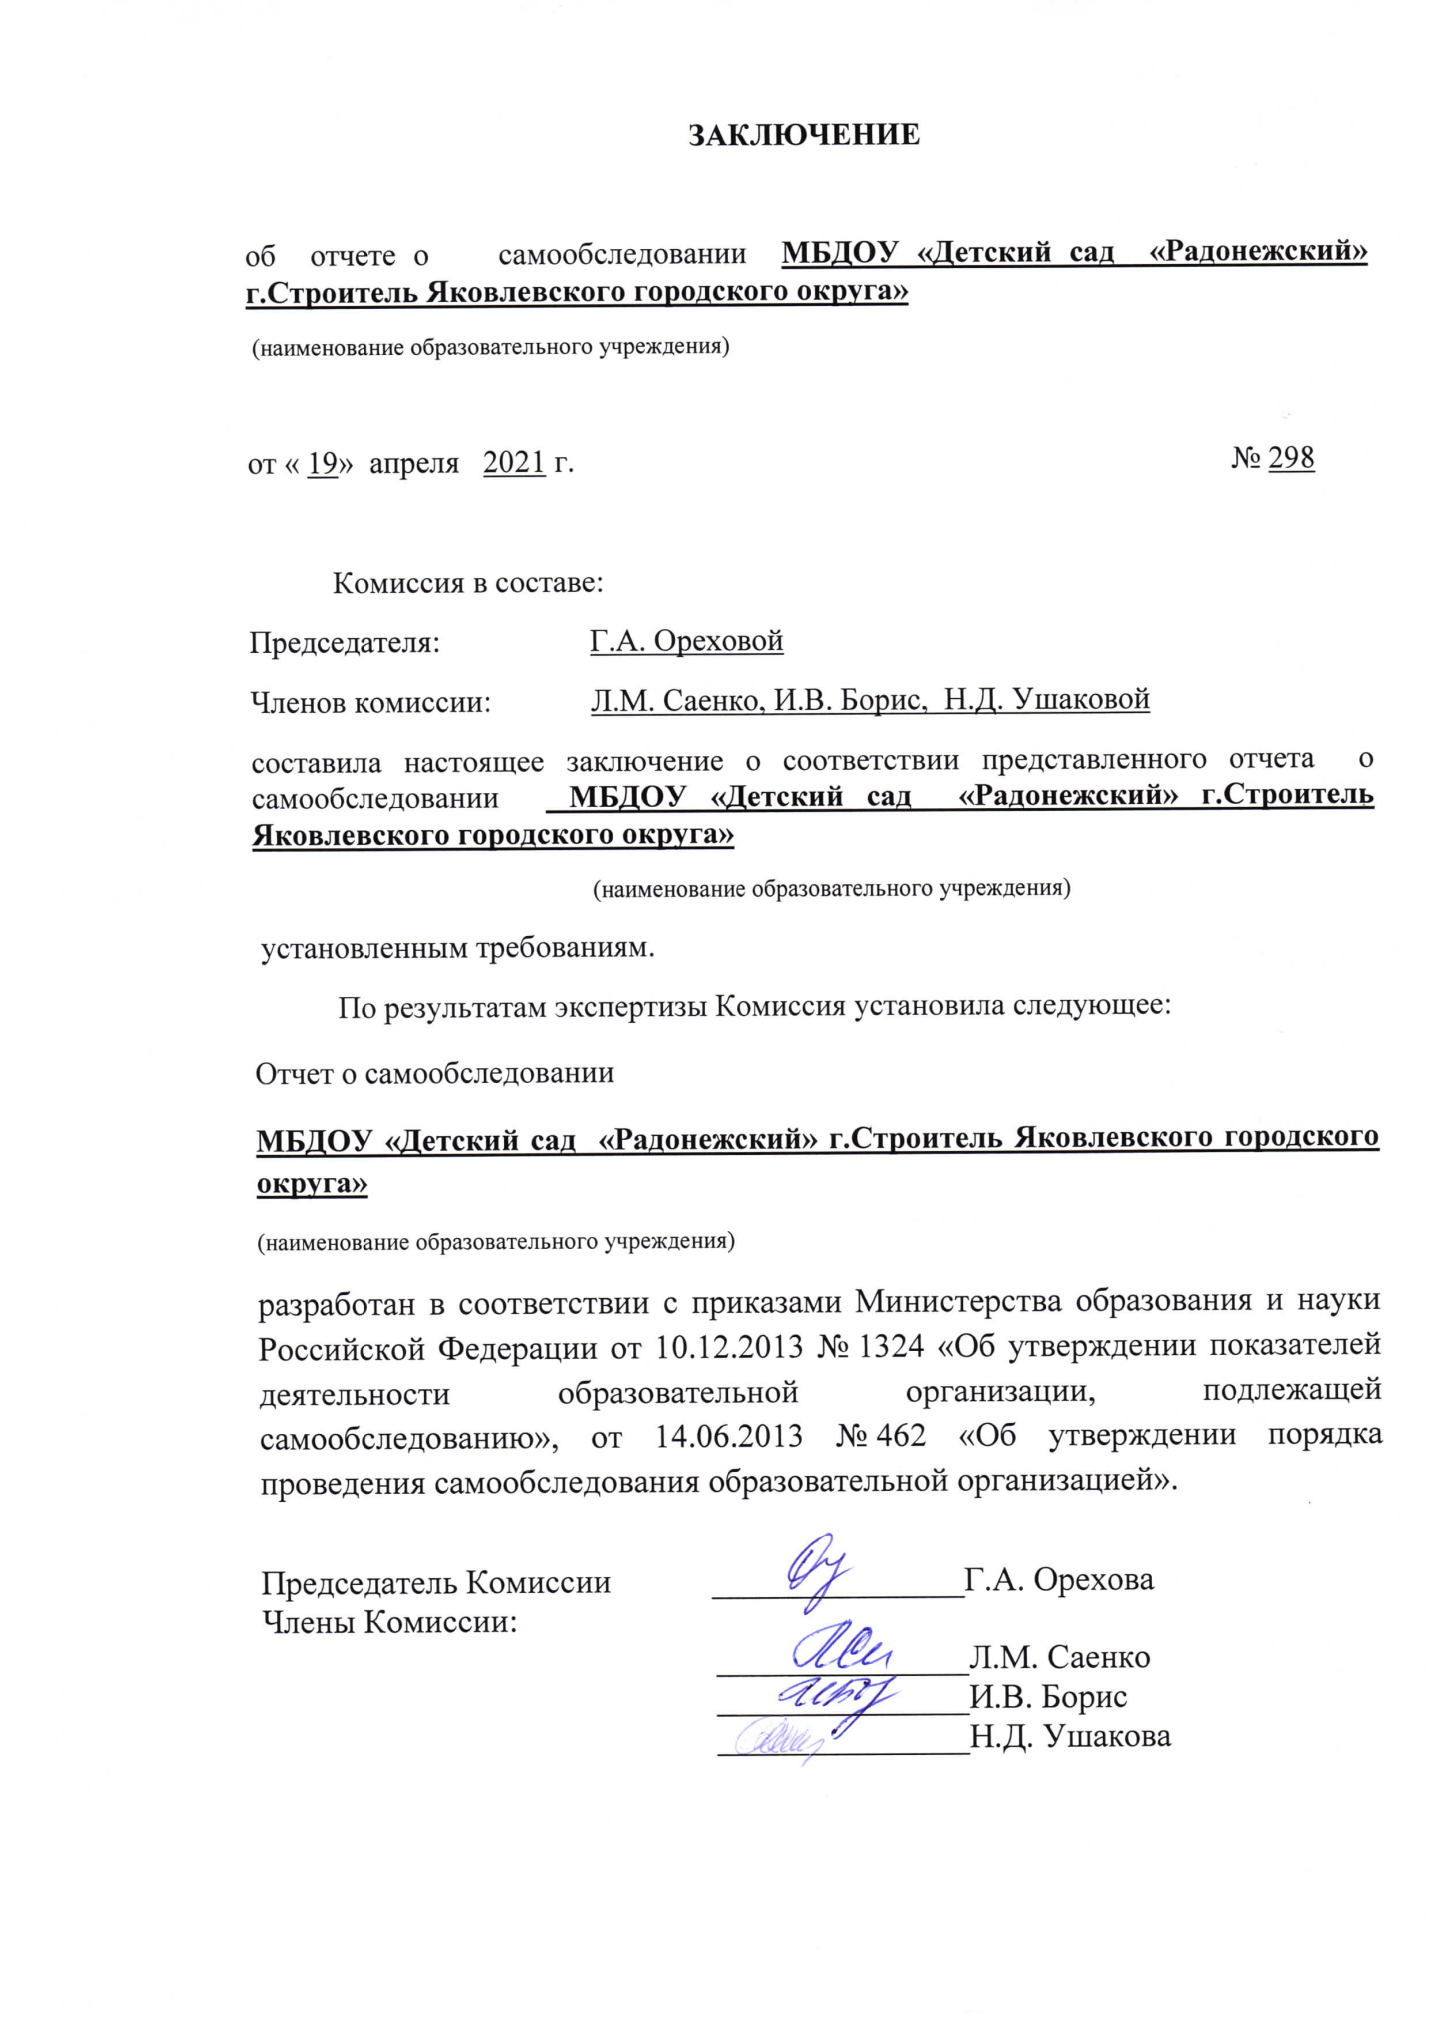 ЗАКЛЮЧЕНИЕ
об отчете о самообследовании МБДОУ «Детский сад «Радонежский»
г.Строитель Яковлевского городского округа»
(наименование образовательного учреждения)
от « 19» апреля 2021 г. № 298
Комиссия в составе:
Председателя: Г.А. Ореховой
Членов комиссии: Л.М. Саенко, И.В. Борис, Н.Д. Ушаковой
составила настоящее заключение о соответствии представленного отчета о
самообследовании МБДОУ «Детский сад «Радонежский» г.Строитель
Яковлевского городского округа»
(наименование образовательного учреждения)
установленным требованиям.
По результатам экспертизы Комиссия установила следующее:
Отчет о самообследовании
МБДОУ «Детский сад «Радонежский» г.Строитель Яковлевского городского
округа»
(наименование образовательного учреждения)
разработан в соответствии с приказами Министерства образования и науки
Российской Федерации от 10.12.2013 № 1324 «Об утверждении показателей
деятельности образовательной организации, подлежащей
самообследованию», от 14.06.2013 № 462 «Об утверждении порядка
проведения самообследования образовательной организацией».
Председатель Комиссии Г.А. Орехова
Члены Комиссии:
Л.М. Саенко
И.В. Борис
Н.Д. Ушакова